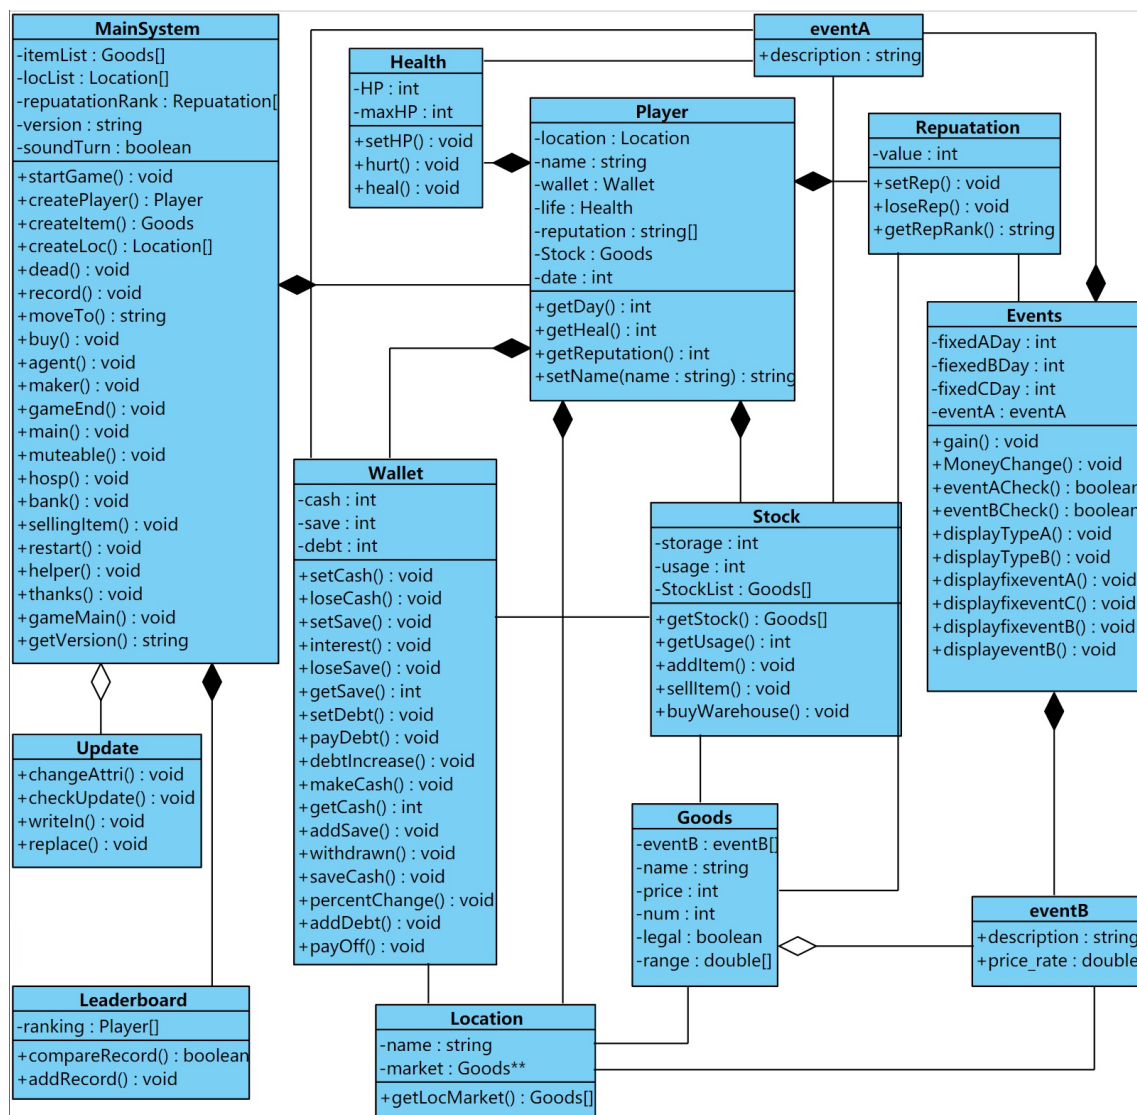 MainSystem
-itemList : Goods[]
-locList : Location[]
-repuatationRank : Repuatation[
-version : string
-soundTurn : boolean
+startGame() : void
+createPlayer() : Player
+createItem() : Goods
+createLoc() : Location[]
+dead() : void
+record() : void
+moveTo() : string
+buy() : void
+agent() : void
+maker() : void
+gameEnd() : void
+main() : void
+muteable() : void
+hosp() : void
+bank() : void
+sellingItem() : void
+restart() : void
+helper() : void
+thanks() : void
+gameMain() : void
+getVersion() : string
Health
-HP : int
-maxHP : int
+setHP() : void
+hurt() : void
+heal() : void
eventA
+description : string
Player
-location : Location
-name : string
-wallet : Wallet
-life : Health
-reputation : string[]
-Stock : Goods
-date : int
+getDay() : int
+getHeal() : int
+getReputation() : int
+setName(name : string) : string
Repuatation
-value : int
+setRep() : void
+loseRep() : void
+getRepRank() : string
Events
-fixedADay : int
-fiexedBDay : int
-fixedCDay : int
-eventA : eventA
+gain() : void
+MoneyChange() : void
+eventACheck() : boolean
+eventBCheck() : boolean
+displayTypeA() : void
+displayTypeB() : void
+displayfixeventA() : void
+displayfixeventC() : void
+displayfixeventB() : void
+displayeventB() : void
Wallet
-cash : int
-save : int
-debt : int
+setCash() : void
+loseCash() : void
+setSave() : void
+interest() : void
+loseSave() : void
+getSave() : int
+setDebt() : void
+payDebt() : void
+debtIncrease() : void
+makeCash() : void
+getCash() : int
+addSave() : void
+withdrawn() : void
+saveCash() : void
+percentChange() : void
+addDebt() : void
+payOff() : void
Stock
-storage : int
-usage : int
-StockList : Goods[]
+getStock() : Goods[]
+getUsage() : int
+addItem() : void
+sellItem() : void
+buyWarehouse() : void
Update
+changeAttri() : void
+checkUpdate() : void
+writeIn() : void
+replace() : void
Goods
-eventB : eventB[]
-name : string
-price : int
-num : int
-legal : boolean
-range : double[]
eventB
+description : string
+price_rate : double
Leaderboard
-ranking : Player[]
+compareRecord() : boolean
+addRecord() : void
Location
-name : string
-market : Goods**
+getLocMarket() : Goods[]